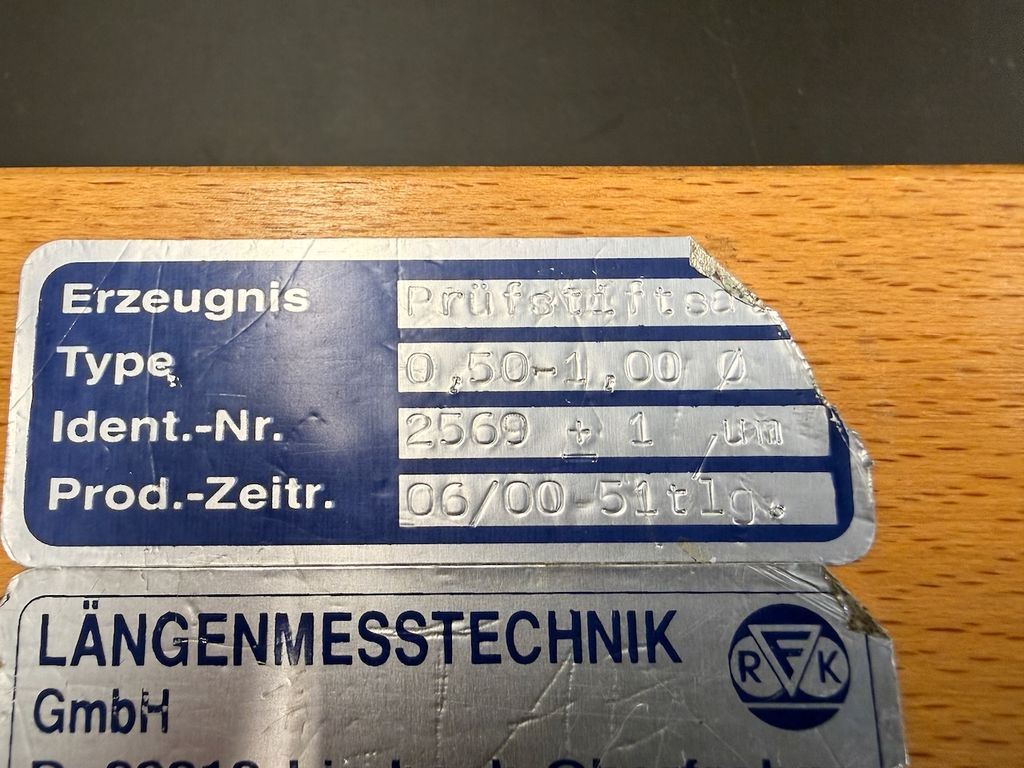 Erzeugnis Prüfstiftsa
Type 0,50-1,00 Ø
Ident.-Nr. 2569 ± 1 µm
Prod.-Zeitr. 06/00-51tlg.
LÄNGENMESSTECHNIK
GmbH
RFK